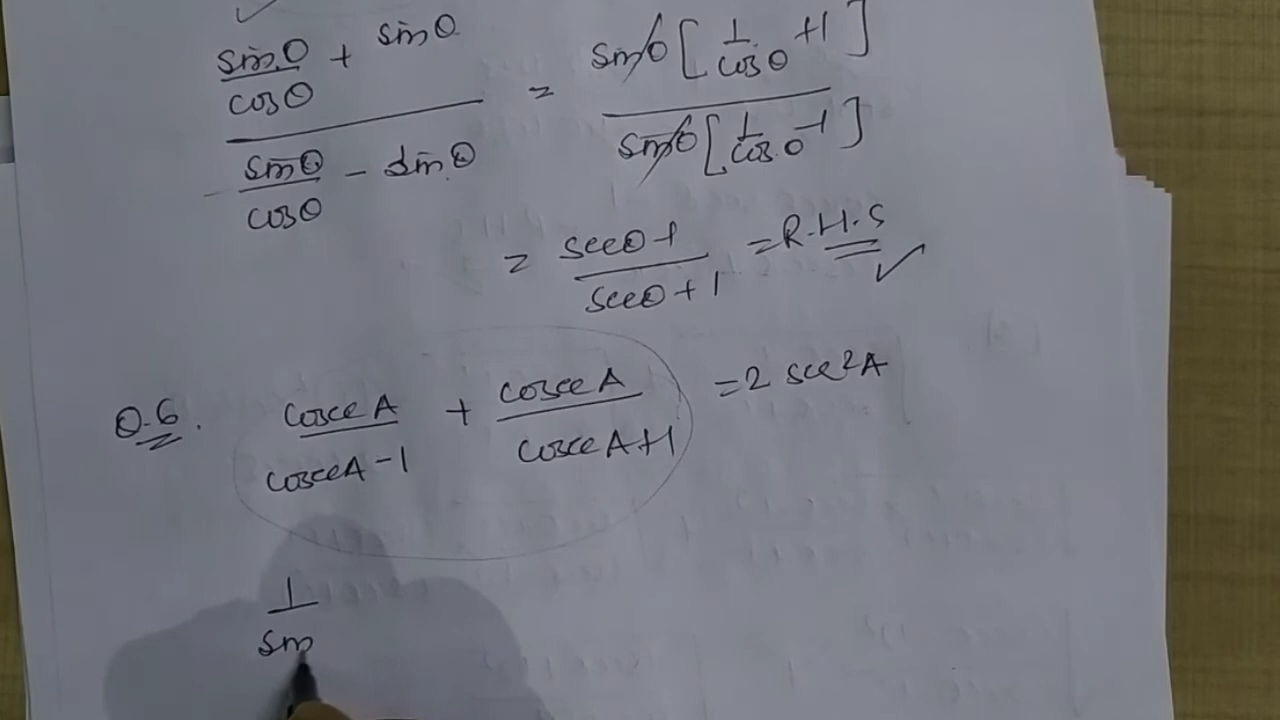 sinθ/cosθ + sinθ / sinθ/cosθ - sinθ = sinθ[1/cosθ +1] / sinθ[1/cosθ -1]
= secθ-1 / secθ+1 = R.H.S
Q.6. cosecA/cosecA-1 + cosecA/cosecA+1 = 2 sec²A
1/sin